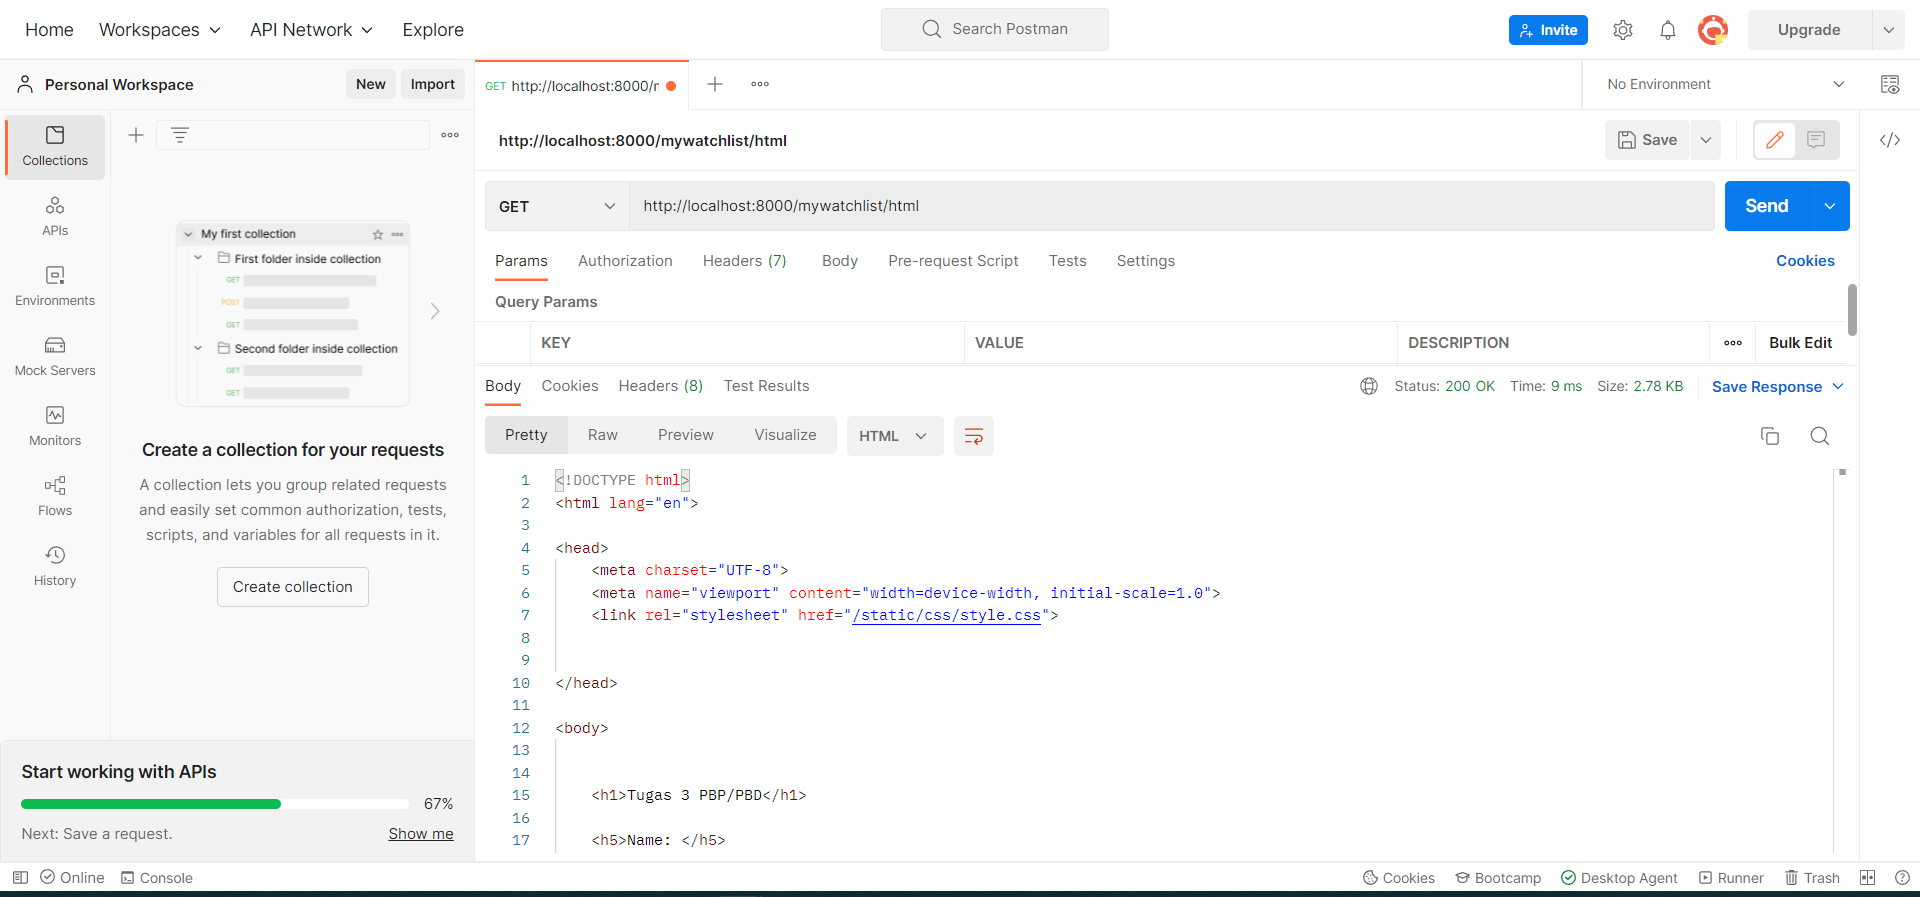 Home Workspaces API Network Explore Search Postman Invite Upgrade
Personal Workspace New Import GET http://localhost:8000/r No Environment
Collections
APIs
Environments
Mock Servers
Monitors
Flows
History
My first collection
First folder inside collection
GET
POST
GET
Second folder inside collection
GET
GET
Create a collection for your requests
A collection lets you group related requests
and easily set common authorization, tests,
scripts, and variables for all requests in it.
Create collection
Start working with APIs
67%
Next: Save a request. Show me
http://localhost:8000/mywatchlist/html Save </>
GET http://localhost:8000/mywatchlist/html Send
Params Authorization Headers (7) Body Pre-request Script Tests Settings Cookies
Query Params
KEY VALUE DESCRIPTION Bulk Edit
Body Cookies Headers (8) Test Results Status: 200 OK Time: 9 ms Size: 2.78 KB Save Response
Pretty Raw Preview Visualize HTML
1 <!DOCTYPE html>
2 <html lang="en">
3
4 <head>
5 <meta charset="UTF-8">
6 <meta name="viewport" content="width=device-width, initial-scale=1.0">
7 <link rel="stylesheet" href="/static/css/style.css">
8
9
10 </head>
11
12 <body>
13
14
15 <h1>Tugas 3 PBP/PBD</h1>
16
17 <h5>Name: </h5>
Online Console Cookies Bootcamp Desktop Agent Runner Trash